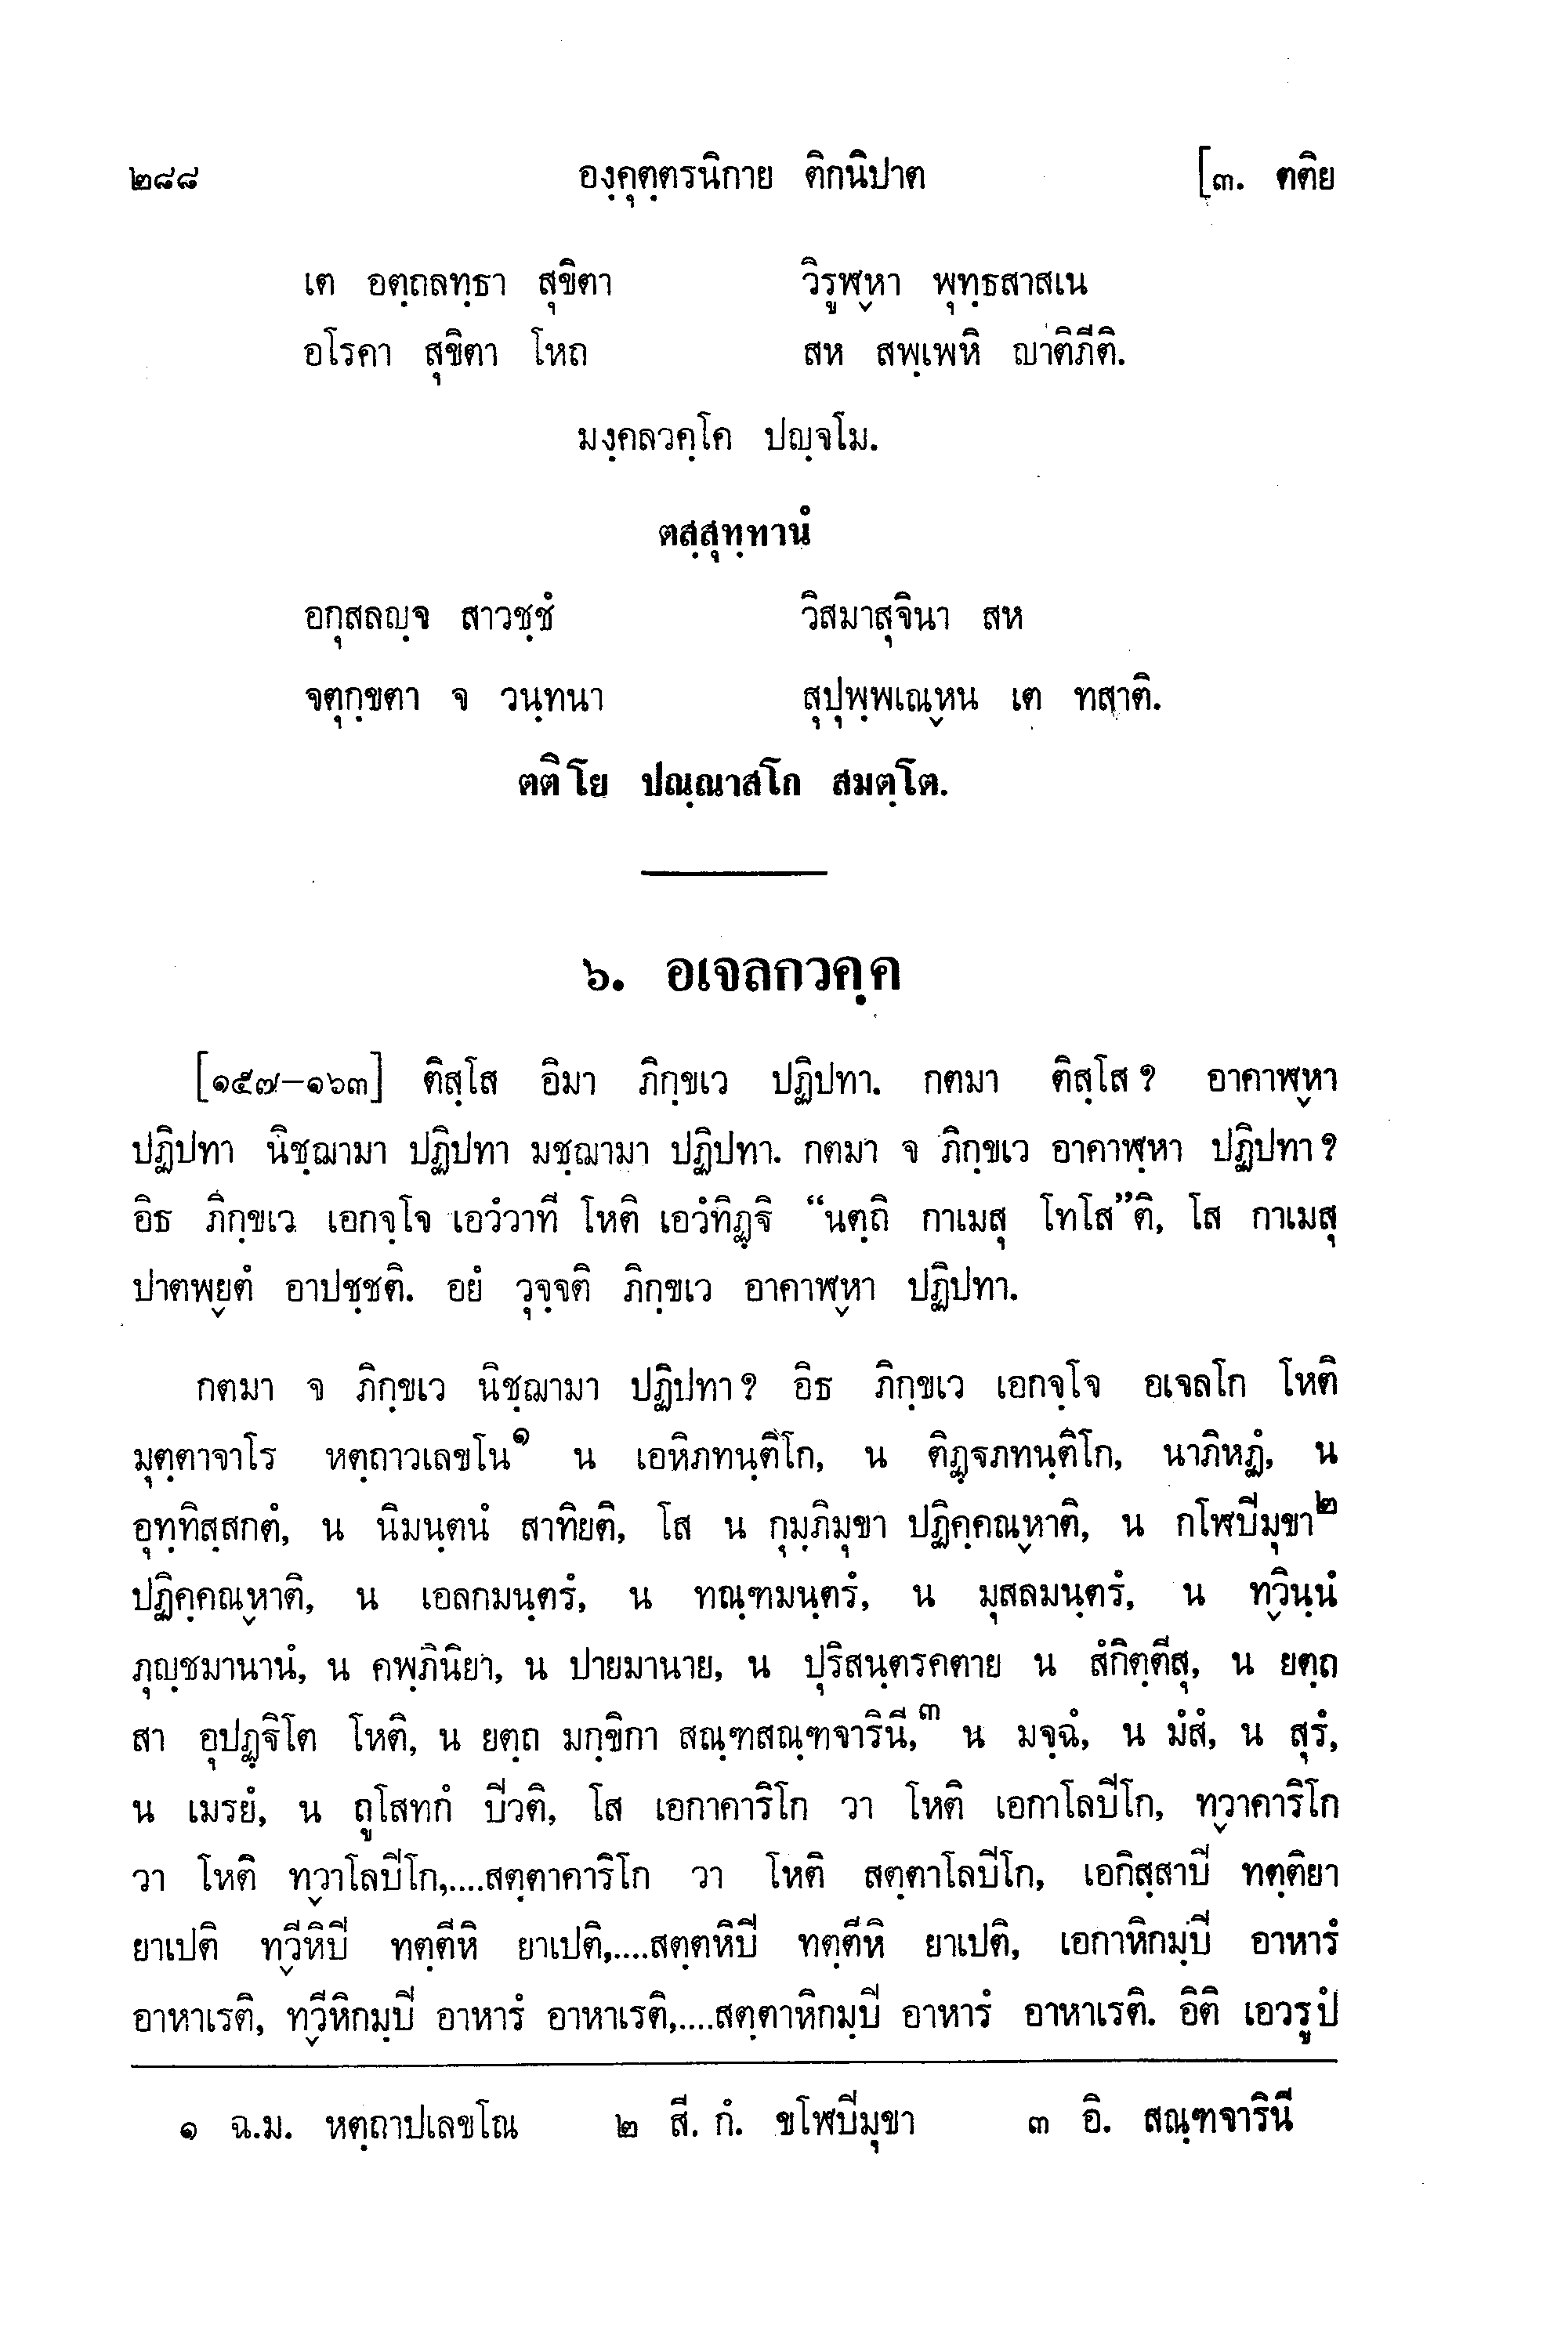 ๒๘๘ องฺคุตฺตรนิกาย ติกนิปาต [๓. ตติย
เต อตฺถลทฺธา สุขิตา วิรูฬฺหา พุทฺธสาสเน
อโรคา สุขิตา โหถ สห สพฺเพหิ ญาติภีติ.
มงฺคลวคฺโค ปญฺจโม.
ตสฺสุทฺทานํ
อกุสลญฺจ สาวชฺชํ วิสมาสุจินา สห
จตุกฺขตา จ วนฺทนา สุปุพฺพเณฺหน เต ทสาติ.
ตติโย ปณฺณาสโก สมตฺโต.
๖. อเจลกวคฺค
[๑๕๗–๑๖๓] ติสฺโส อิมา ภิกฺขเว ปฏิปทา. กตมา ติสฺโส? อาคาฬฺหา
ปฏิปทา นิชฺฌามา ปฏิปทา มชฺฌามา ปฏิปทา. กตมา จ ภิกฺขเว อาคาฬฺหา ปฏิปทา?
อิธ ภิกฺขเว เอกจฺโจ เอวํวาที โหติ เอวํทิฏฺฐิ “นตฺถิ กาเมสุ โทโส”ติ, โส กาเมสุ
ปาตพฺยตํ อาปชฺชติ. อยํ วุจฺจติ ภิกฺขเว อาคาฬฺหา ปฏิปทา.
กตมา จ ภิกฺขเว นิชฺฌามา ปฏิปทา? อิธ ภิกฺขเว เอกจฺโจ อเจลโก โหติ
มุตฺตาจาโร หตฺถาวเลขโน๑ น เอหิภทนฺติโก, น ติฏฺฐภทนฺติโก, นาภิหฏํ, น
อุทฺทิสฺสกตํ, น นิมนฺตนํ สาทิยติ, โส น กุมฺภิมุขา ปฏิคฺคณฺหาติ, น กโฬปิมุขา๒
ปฏิคฺคณฺหาติ, น เอลกมนฺตรํ, น ทณฺฑมนฺตรํ, น มุสลมนฺตรํ, น ทฺวินฺนํ
ภุญฺชมานานํ, น คพฺภินิยา, น ปายมานาย, น ปุริสนฺตรคตาย น สํกิตฺตีสุ, น ยตฺถ
สา อุปฏฺฐิโต โหติ, น ยตฺถ มกฺขิกา สณฺฑสณฺฑจารินี,๓ น มจฺฉํ, น มํสํ, น สุรํ,
น เมรยํ, น ถูโสทกํ ปิวติ, โส เอกาคาริโก วา โหติ เอกาโลปิโก, ทฺวาคาริโก
วา โหติ ทฺวาโลปิโก,....สตฺตาคาริโก วา โหติ สตฺตาโลปิโก, เอกิสฺสาปิ ทตฺติยา
ยาเปติ ทฺวีหิปิ ทตฺตีหิ ยาเปติ,....สตฺตหิปิ ทตฺตีหิ ยาเปติ, เอกาหิกมฺปิ อาหารํ
อาหาเรติ, ทฺวีหิกมฺปิ อาหารํ อาหาเรติ,....สตฺตาหิกมฺปิ อาหารํ อาหาเรติ. อิติ เอวรูปํ
๑ ฉ.ม. หตฺถาปเลขโณ ๒ สี. กํ. ขโฬปิมุขา ๓ อิ. สณฺฑจารินี